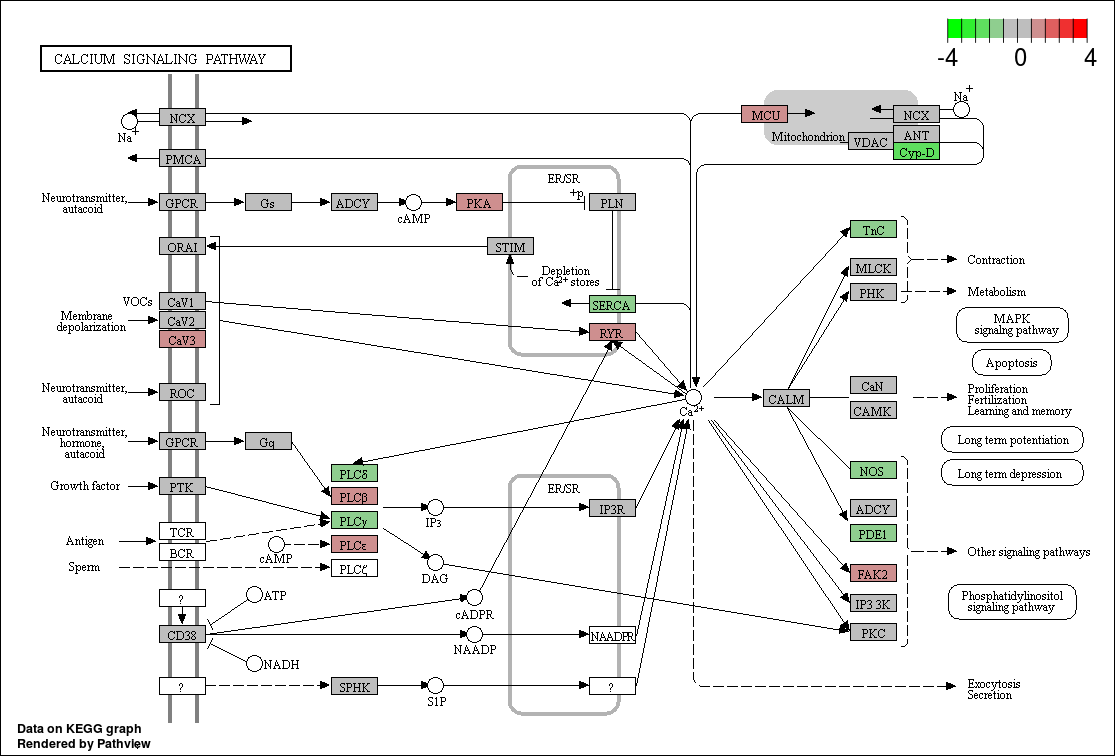 -4 0 4
CALCIUM SIGNALING PATHWAY
NCX
Na+
PMCA
Neurotransmitter,
autacoid
GPCR
Gs
ADCY
cAMP
PKA
ER/SR
+p
PLN
MCU
Mitochondrion
VDAC
NCX
Na+
ANT
Cyp-D
ORAI
STIM
Depletion
of Ca2+ stores
VOCs
CaV1
CaV2
CaV3
Membrane
depolarization
SERCA
RYR
Neurotransmitter,
autacoid
ROC
Neurotransmitter,
hormone,
autacoid
GPCR
Gq
Growth factor
PTK
Antigen
TCR
BCR
Sperm
cAMP
PLCδ
PLCβ
PLCγ
PLCε
PLCζ
IP3
DAG
ER/SR
IP3R
?
CD38
ATP
NADH
cADPR
NAADP
NAADPR
?
SPHK
S1P
?
Ca2+
CALM
TnC
MLCK
PHK
CaN
CAMK
NOS
ADCY
PDE1
FAK2
IP3 3K
PKC
Contraction
Metabolism
MAPK
signalng pathway
Apoptosis
Proliferation
Fertilization
Learning and memory
Long term potentiation
Long term depression
Other signaling pathways
Phosphatidylinositol
signaling pathway
Exocytosis
Secretion
Data on KEGG graph
Rendered by Pathview